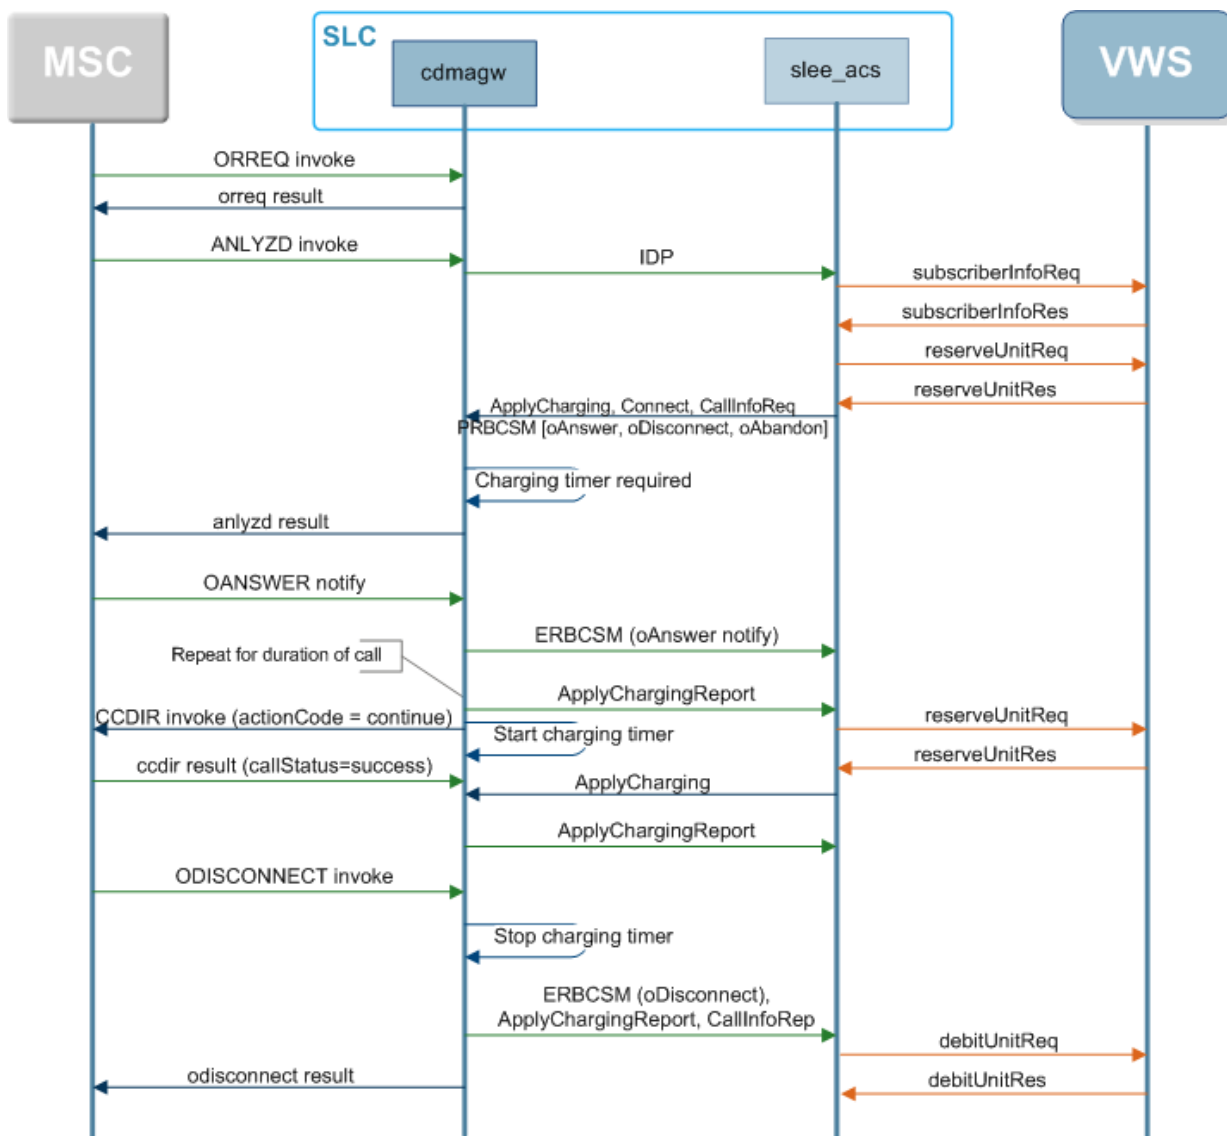 SLC
MSC
cdmagw
slee_acs
VWS
ORREQ invoke
orreq result
ANLYZD invoke
IDP
subscriberInfoReq
subscriberInfoRes
reserveUnitReq
reserveUnitRes
ApplyCharging, Connect, CallInfoReq
PRBCSM [oAnswer, oDisconnect, oAbandon]
Charging timer required
anlyzd result
OANSWER notify
ERBCSM (oAnswer notify)
Repeat for duration of call
ApplyChargingReport
CCDIR invoke (actionCode = continue)
reserveUnitReq
Start charging timer
reserveUnitRes
ccdir result (callStatus=success)
ApplyCharging
ApplyChargingReport
ODISCONNECT invoke
Stop charging timer
ERBCSM (oDisconnect),
ApplyChargingReport, CallInfoRep
debitUnitReq
odisconnect result
debitUnitRes